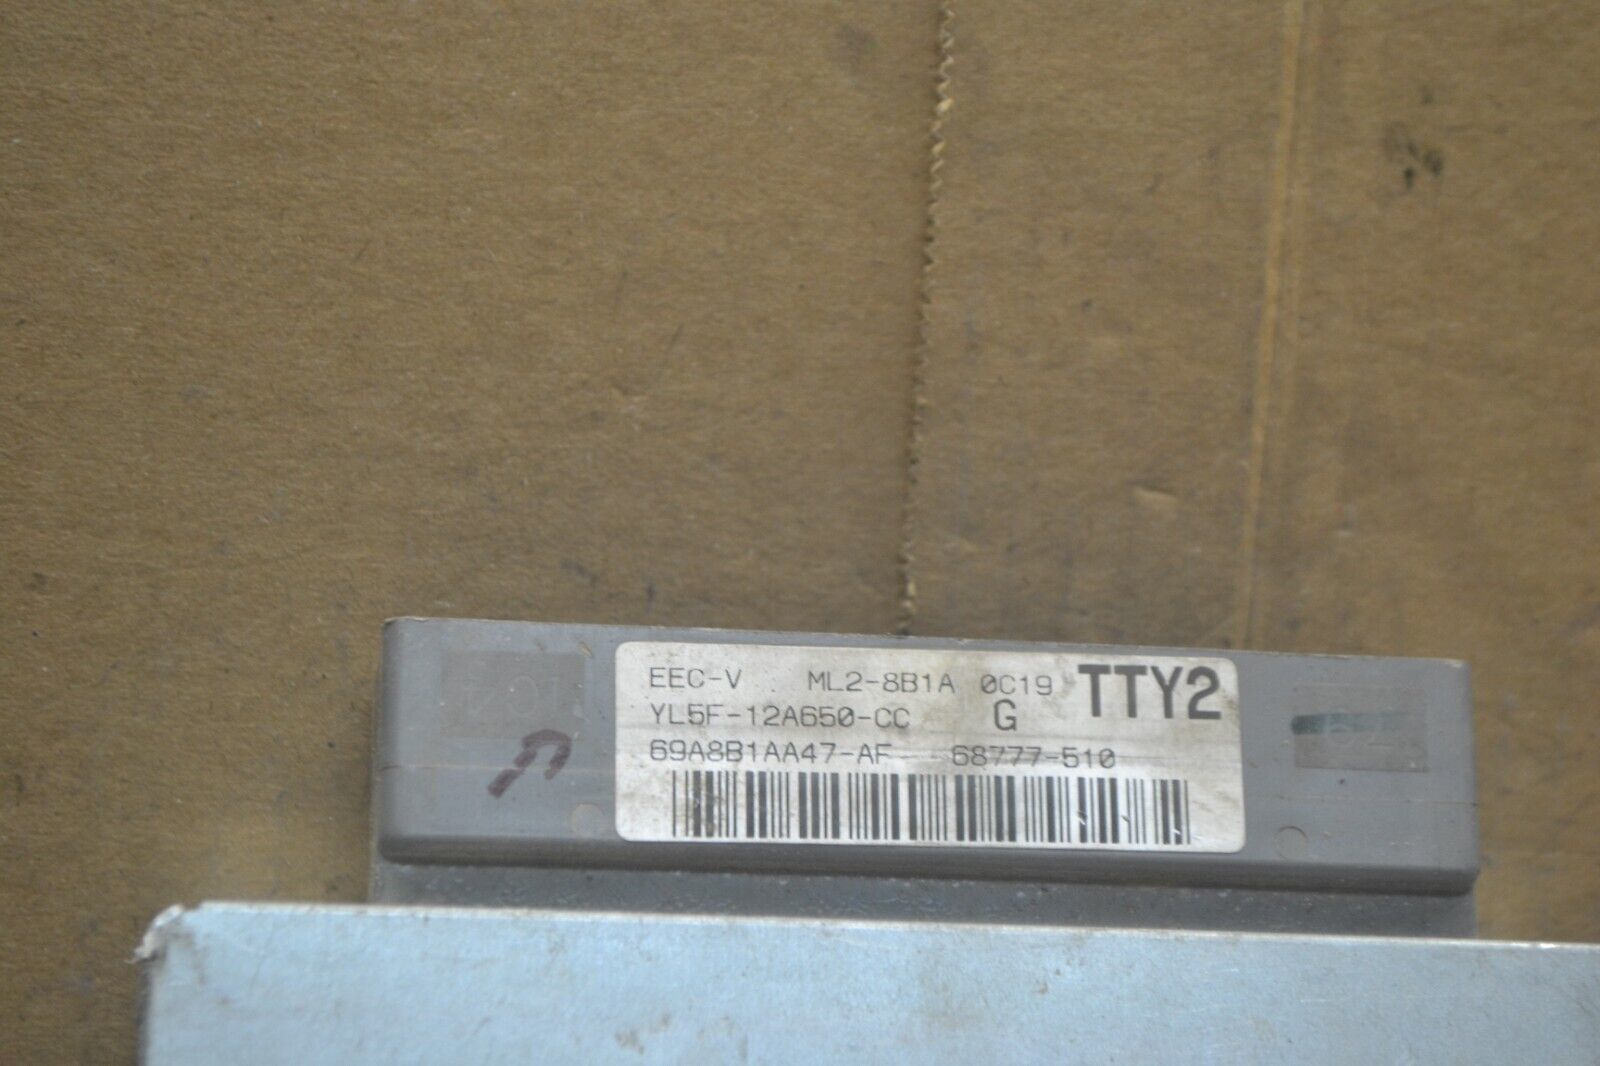 EEC-V ML2-8B1A 0C19 TTY2
YL5F-12A650-CC G
69A8B1AA47-AF 68777-510